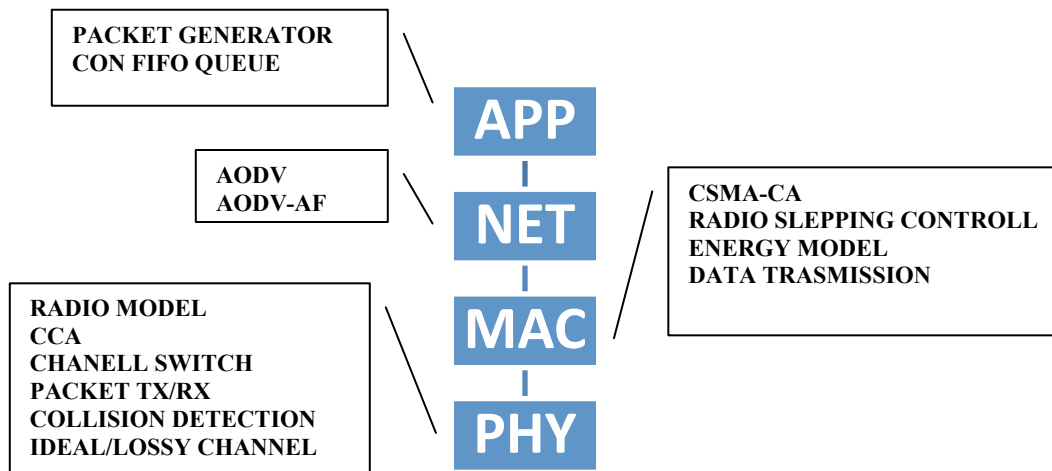 PACKET GENERATOR
CON FIFO QUEUE
APP
AODV
AODV-AF
NET
CSMA-CA
RADIO SLEPPING CONTROLL
ENERGY MODEL
DATA TRASMISSION
MAC
RADIO MODEL
CCA
CHANELL SWITCH
PACKET TX/RX
COLLISION DETECTION
IDEAL/LOSSY CHANNEL
PHY